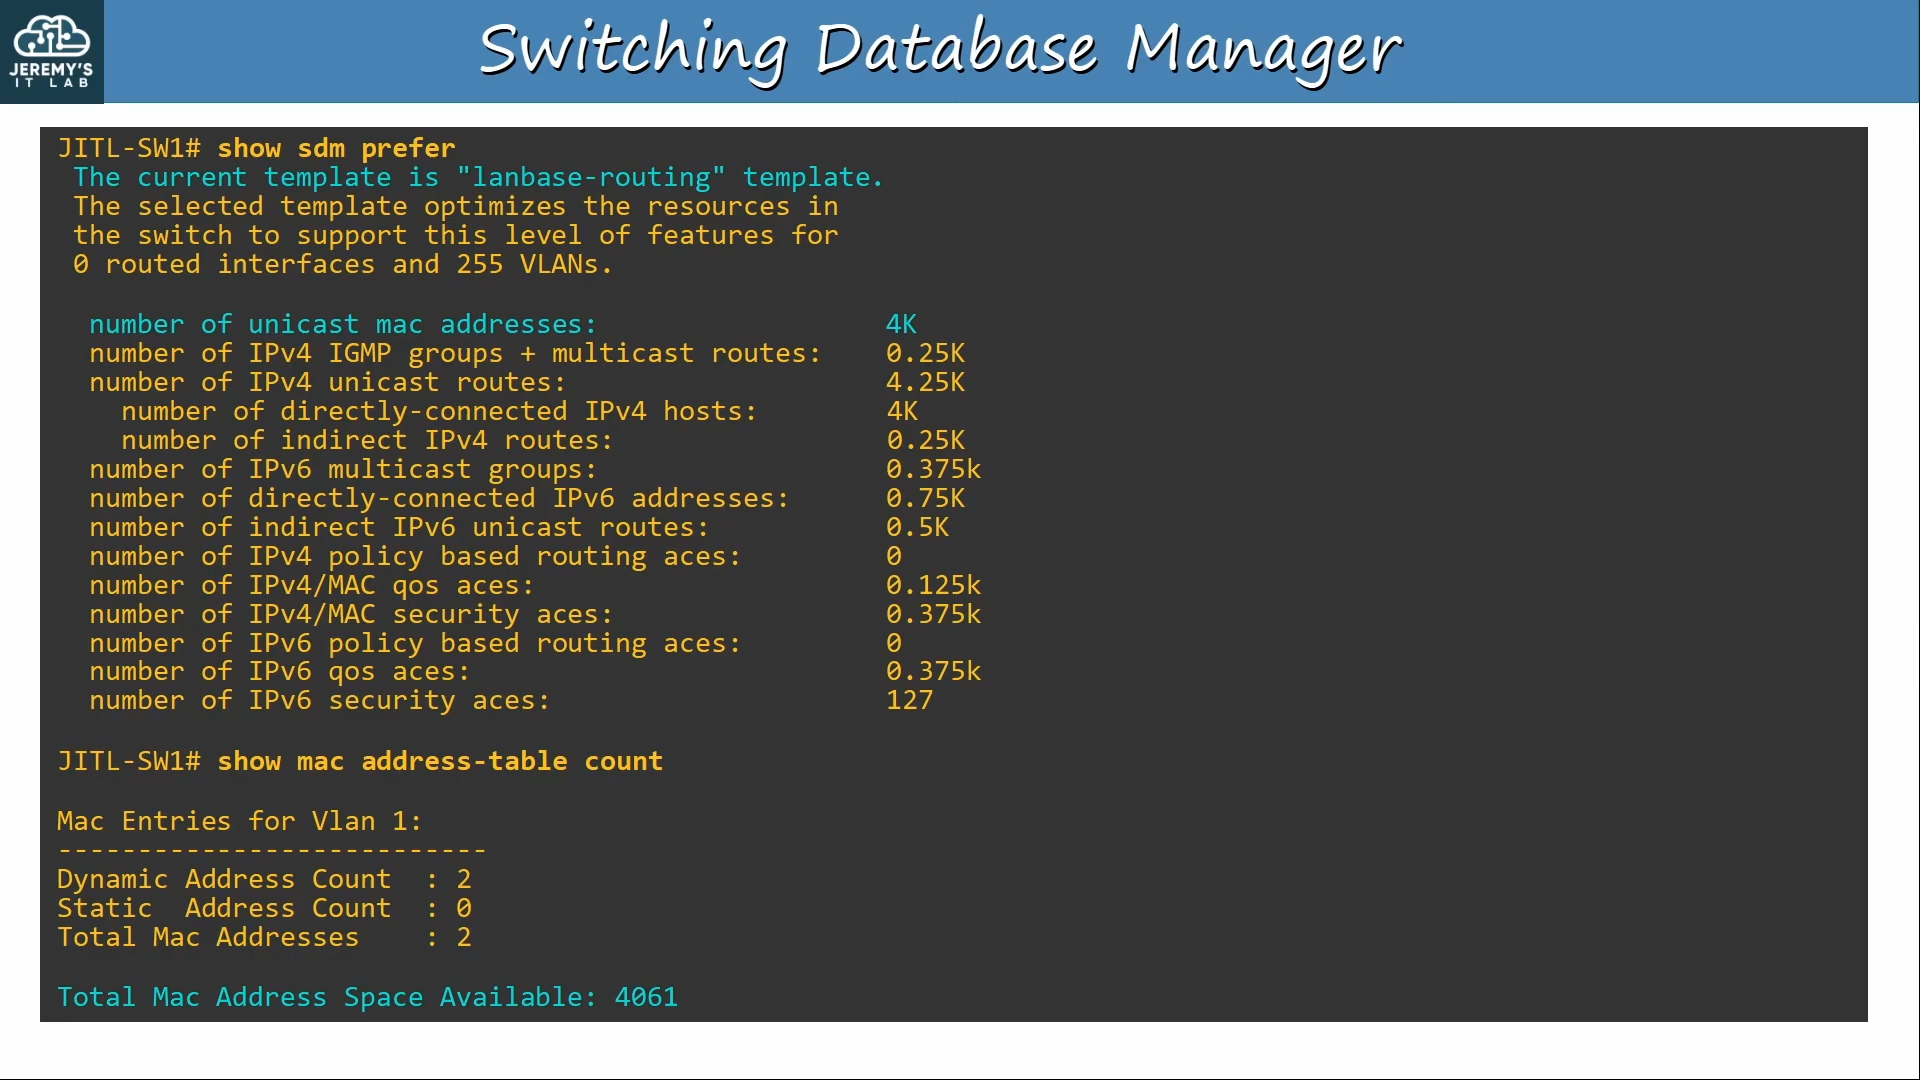 JEREMY'S
IT LAB
Switching Database Manager
JITL-SW1# show sdm prefer
The current template is "lanbase-routing" template.
The selected template optimizes the resources in
the switch to support this level of features for
0 routed interfaces and 255 VLANs.
number of unicast mac addresses: 4K
number of IPv4 IGMP groups + multicast routes: 0.25K
number of IPv4 unicast routes: 4.25K
number of directly-connected IPv4 hosts: 4K
number of indirect IPv4 routes: 0.25K
number of IPv6 multicast groups: 0.375k
number of directly-connected IPv6 addresses: 0.75K
number of indirect IPv6 unicast routes: 0.5K
number of IPv4 policy based routing aces: 0
number of IPv4/MAC qos aces: 0.125k
number of IPv4/MAC security aces: 0.375k
number of IPv6 policy based routing aces: 0
number of IPv6 qos aces: 0.375k
number of IPv6 security aces: 127
JITL-SW1# show mac address-table count
Mac Entries for Vlan 1:
---------------------------
Dynamic Address Count  : 2
Static  Address Count  : 0
Total Mac Addresses    : 2
Total Mac Address Space Available: 4061